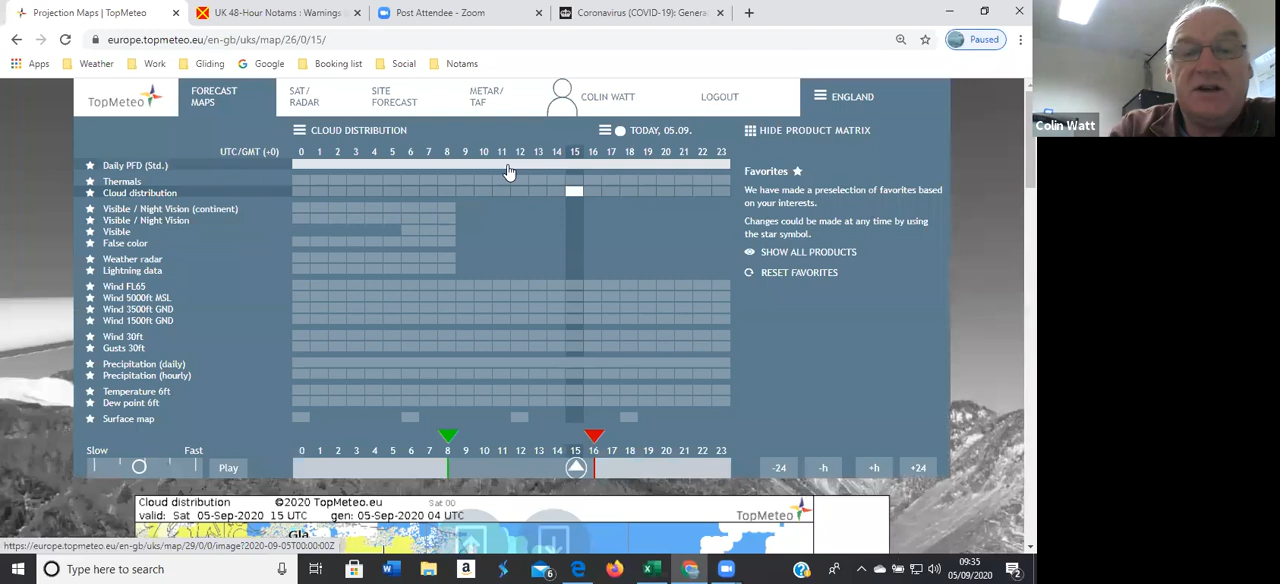 Projection Maps | TopMeteo
UK 48-Hour Notams : Warnings
Post Attendee - Zoom
Coronavirus (COVID-19): Genera
europe.topmeteo.eu/en-gb/uks/map/26/0/15/
Paused
Apps Weather Work Gliding Google Booking list Social Notams
Colin Watt
TopMeteo
FORECAST MAPS
SAT/ RADAR
SITE FORECAST
METAR/ TAF
COLIN WATT
LOGOUT
ENGLAND
CLOUD DISTRIBUTION
TODAY, 05.09.
HIDE PRODUCT MATRIX
UTC/GMT (+0) 0 1 2 3 4 5 6 7 8 9 10 11 12 13 14 15 16 17 18 19 20 21 22 23
Daily PFD (Std.)
Thermals
Cloud distribution
Visible / Night Vision (continent)
Visible / Night Vision
Visible
False color
Weather radar
Lightning data
Wind FL65
Wind 5000ft MSL
Wind 3500ft GND
Wind 1500ft GND
Wind 30ft
Gusts 30ft
Precipitation (daily)
Precipitation (hourly)
Temperature 6ft
Dew point 6ft
Surface map
Favorites
We have made a preselection of favorites based
on your interests.
Changes could be made at any time by using
the star symbol.
SHOW ALL PRODUCTS
RESET FAVORITES
Slow Fast 0 1 2 3 4 5 6 7 8 9 10 11 12 13 14 15 16 17 18 19 20 21 22 23
Play -24 -h +h +24
Cloud distribution ©2020 TopMeteo.eu Sat 00
valid: Sat 05-Sep-2020 15 UTC gen: 05-Sep-2020 04 UTC
TopMeteo
Gla
https://europe.topmeteo.eu/en-gb/uks/map/29/0/0/image?2020-09-05T00:00:00Z
Type here to search
6
09:35
05/09/2020
2